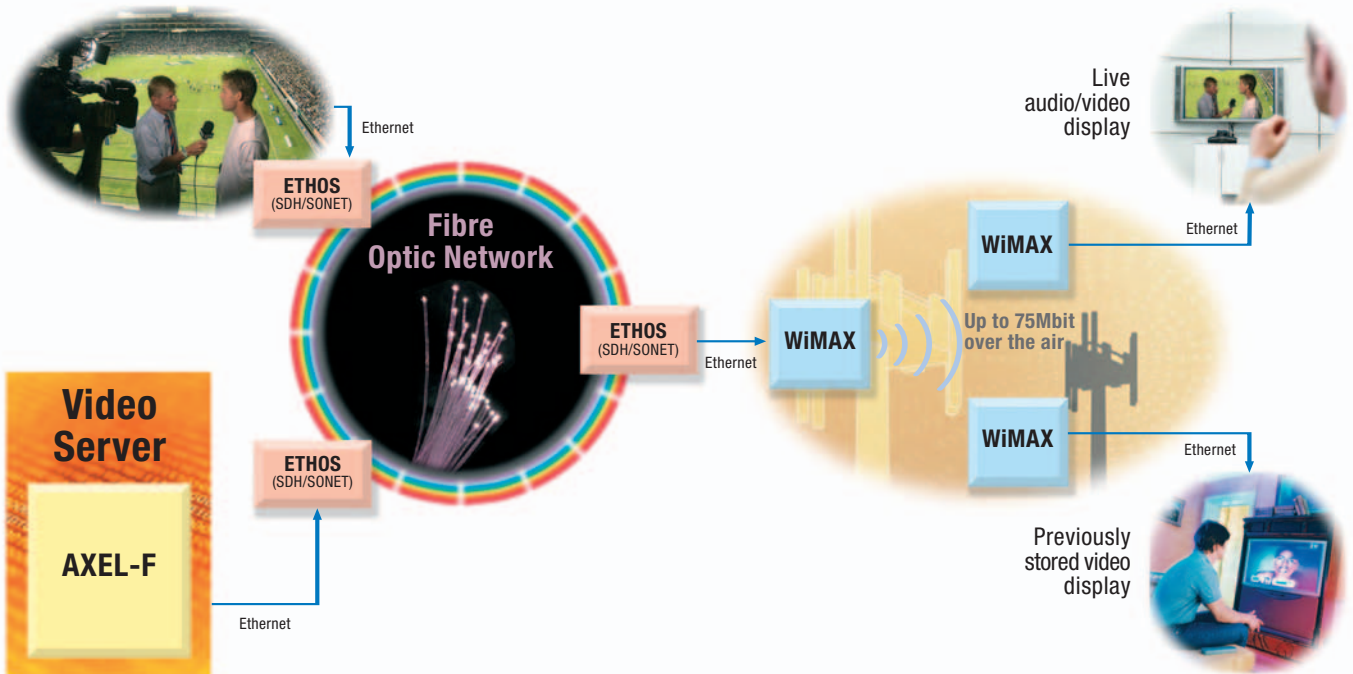 Ethernet
ETHOS
(SDH/SONET)
Fibre
Optic Network
Video
Server
AXEL-F
Ethernet
ETHOS
(SDH/SONET)
ETHOS
(SDH/SONET)
Ethernet
WiMAX
Up to 75Mbit
over the air
WiMAX
Ethernet
Live
audio/video
display
WiMAX
Ethernet
Previously
stored video
display